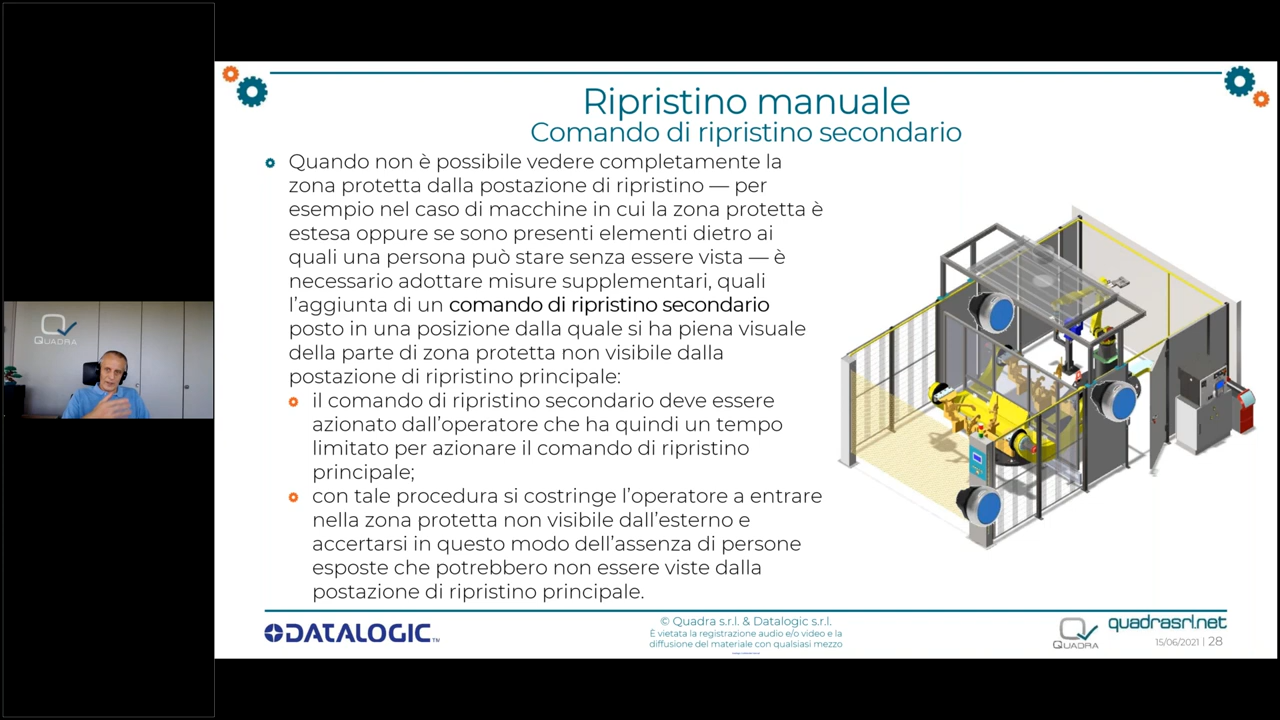 Ripristino manuale
Comando di ripristino secondario
Quando non è possibile vedere completamente la
zona protetta dalla postazione di ripristino — per
esempio nel caso di macchine in cui la zona protetta è
estesa oppure se sono presenti elementi dietro ai
quali una persona può stare senza essere vista — è
necessario adottare misure supplementari, quali
l'aggiunta di un comando di ripristino secondario
posto in una posizione dalla quale si ha piena visuale
della parte di zona protetta non visibile dalla
postazione di ripristino principale:
il comando di ripristino secondario deve essere
azionato dall'operatore che ha quindi un tempo
limitato per azionare il comando di ripristino
principale;
con tale procedura si costringe l'operatore a entrare
nella zona protetta non visibile dall'esterno e
accertarsi in questo modo dell'assenza di persone
esposte che potrebbero non essere viste dalla
postazione di ripristino principale.
QUADRA
DATALOGIC™
© Quadra s.r.l. & Datalogic s.r.l.
È vietata la registrazione audio e/o video e la
diffusione del materiale con qualsiasi mezzo
QUADRA
quadrasrl.net
15/06/2021 | 28